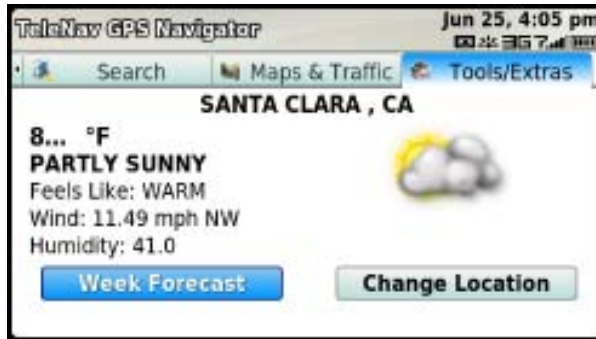 TeleNav GPS Navigator
Jun 25, 4:05 pm
3G
Search
Maps & Traffic
Tools/Extras
SANTA CLARA , CA
8... °F
PARTLY SUNNY
Feels Like: WARM
Wind: 11.49 mph NW
Humidity: 41.0
Week Forecast
Change Location